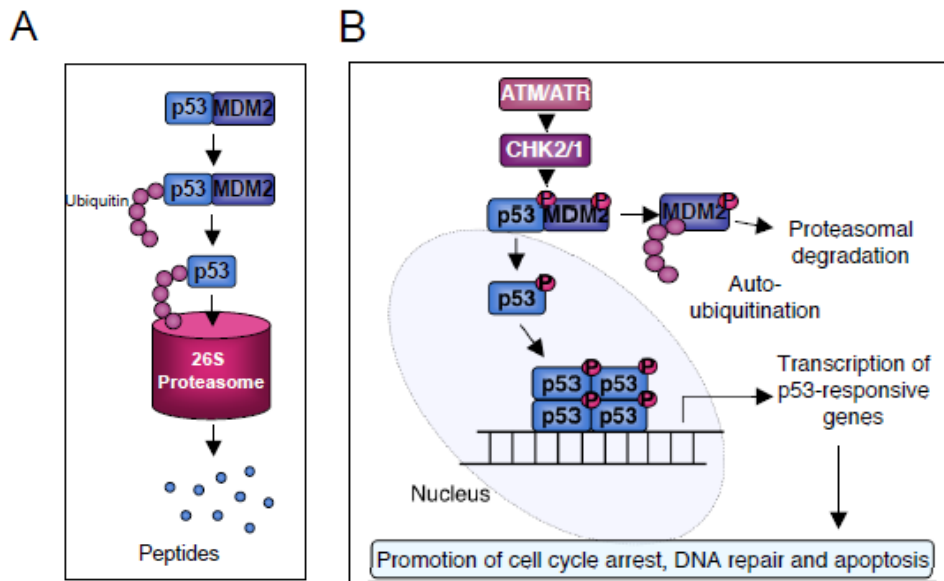 A
p53 MDM2
Ubiquitin
p53 MDM2
p53
26S
Proteasome
Peptides
B
ATM/ATR
CHK2/1
p53 P MDM2 P
MDM2 P
Proteasomal
degradation
Auto-
ubiquitination
p53 P
p53 P p53 P
p53 P p53 P
Transcription of
p53-responsive
genes
Nucleus
Promotion of cell cycle arrest, DNA repair and apoptosis